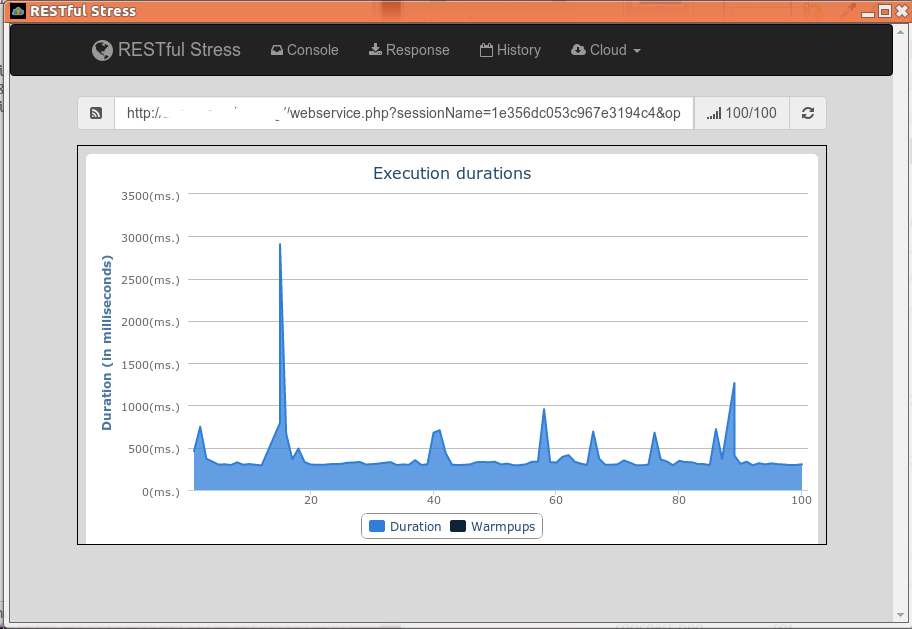 RESTful Stress
RESTful Stress Console Response History Cloud
http:/ /webservice.php?sessionName=1e356dc053c967e3194c4&op 100/100
Execution durations
3500(ms.)
3000(ms.)
2500(ms.)
2000(ms.)
1500(ms.)
1000(ms.)
500(ms.)
0(ms.)
Duration (in milliseconds)
20 40 60 80 100
Duration Warmpups